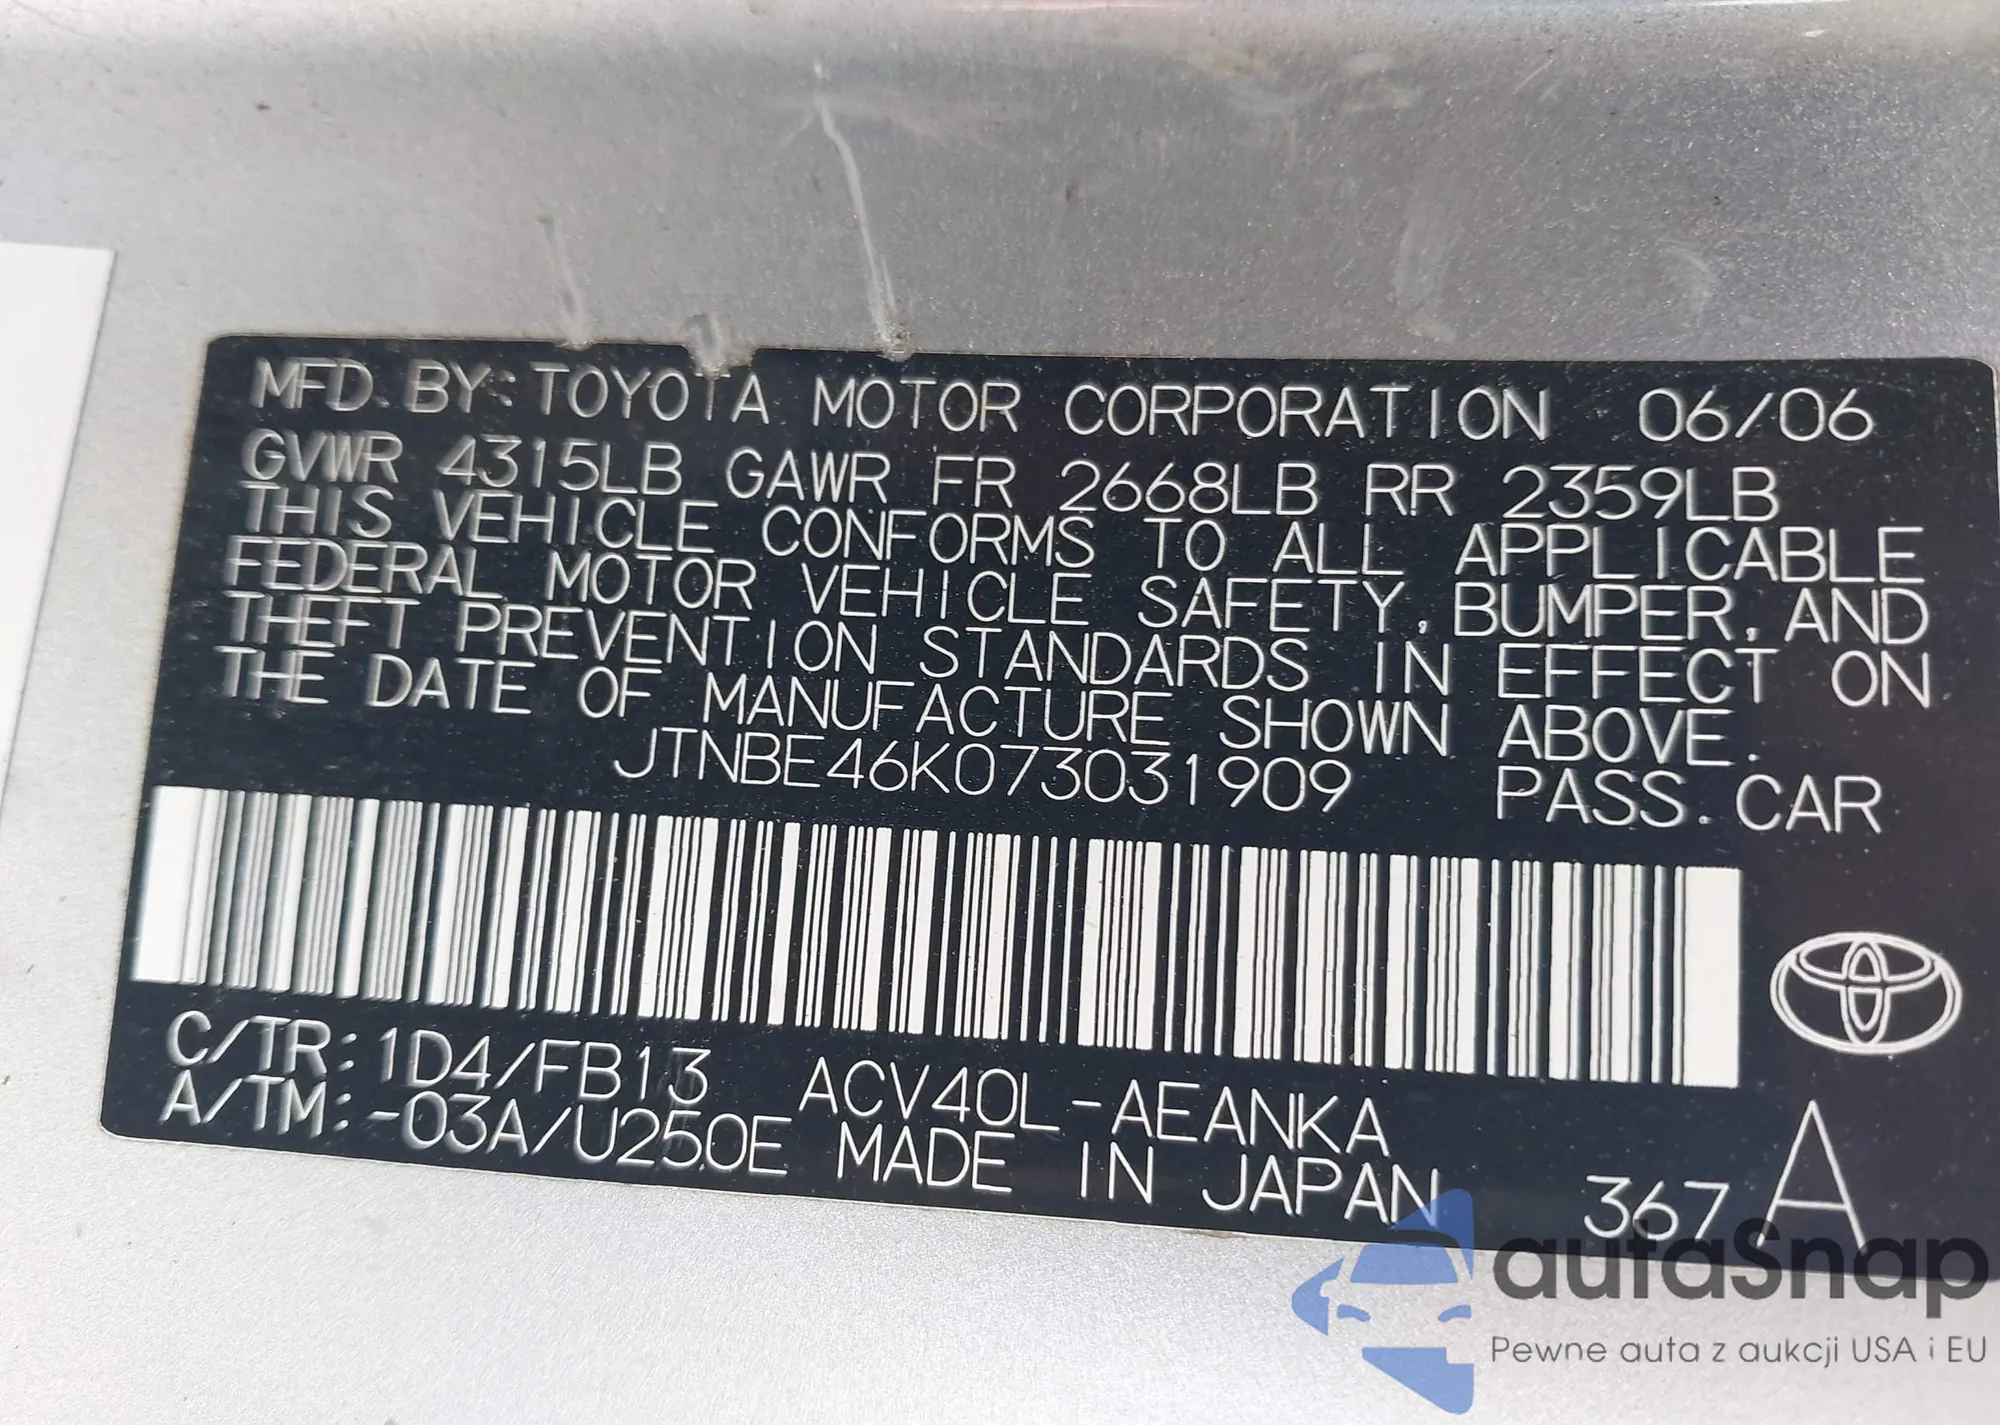 MFD. BY: TOYOTA MOTOR CORPORATION 06/06
GVWR 4315LB GAWR FR 2668LB RR 2359LB
THIS VEHICLE CONFORMS TO ALL APPLICABLE
FEDERAL MOTOR VEHICLE SAFETY, BUMPER, AND
THEFT PREVENTION STANDARDS IN EFFECT ON
THE DATE OF MANUFACTURE SHOWN ABOVE.
JTNBE46K073031909 PASS. CAR
C/TR: 1D4/FB13 ACV40L-AEANKA
A/TM: -03A/U250E MADE IN JAPAN 367 A
autaSnap
Pewne auta z aukcji USA i EU